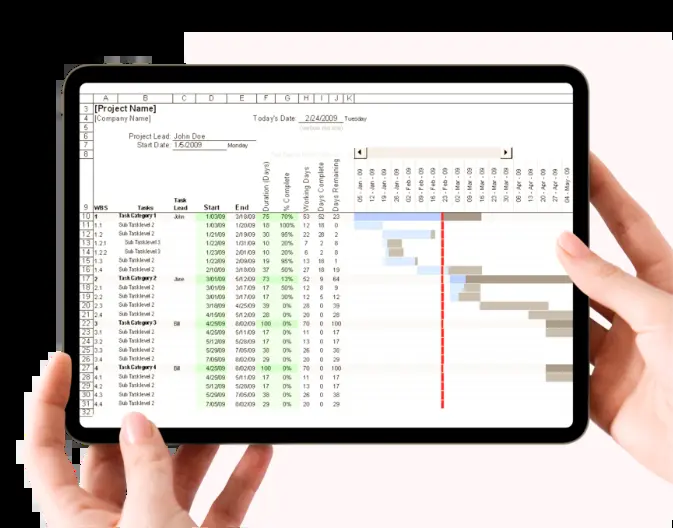 A B C D E F G H I J K
3 [Project Name]
4 [Company Name] Today's Date: 2/24/2009 Tuesday
5
6 Project Lead: John Doe
7 Start Date: 1/5/2009 Monday
8
05 - Jan - 09 12 - Jan - 09 19 - Jan - 09 26 - Jan - 09 02 - Feb - 09 09 - Feb - 09 16 - Feb - 09 23 - Feb - 09 02 - Mar - 09 09 - Mar - 09 16 - Mar - 09 23 - Mar - 09 30 - Mar - 09 06 - Apr - 09 13 - Apr - 09 20 - Apr - 09 27 - Apr - 09 04 - May - 09
9 WBS Tasks Task Lead Start End Duration (Days) % Complete Working Days Days Complete Days Remaining
10 1 Task Category 1 John 1/03/09 3/18/09 75 70% 53 52 23
11 1.1 Sub Task level 2 1/03/09 1/20/09 18 100% 12 18 0
12 1.2 Sub Task level 2 1/21/09 2/19/09 30 95% 22 28 2
13 1.2.1 Sub Task level 3 1/22/09 1/31/09 10 20% 7 2 8
14 1.2.2 Sub Task level 3 1/23/09 2/01/09 10 20% 6 2 8
15 1.3 Sub Task level 2 1/22/09 2/09/09 19 95% 13 18 1
16 1.4 Sub Task level 2 2/10/09 3/18/09 37 50% 27 18 19
17 2 Task Category 2 Jane 3/01/09 5/12/09 73 13% 52 9 64
18 2.1 Sub Task level 2 3/01/09 3/17/09 17 50% 12 8 9
19 2.2 Sub Task level 2 3/01/09 3/17/09 17 30% 12 5 12
20 2.3 Sub Task level 2 3/18/09 4/25/09 39 0% 28 0 39
21 2.4 Sub Task level 2 4/15/09 5/12/09 28 0% 20 0 28
22 3 Task Category 3 Bill 4/25/09 8/02/09 100 0% 70 0 100
23 3.1 Sub Task level 2 4/25/09 5/11/09 17 0% 11 0 17
24 3.2 Sub Task level 2 5/12/09 5/28/09 17 0% 13 0 17
25 3.3 Sub Task level 2 5/29/09 7/05/09 38 0% 26 0 38
26 3.4 Sub Task level 2 7/05/09 8/02/09 29 0% 20 0 29
27 4 Task Category 4 Bill 4/25/09 8/02/09 100 0% 70 0 100
28 4.1 Sub Task level 2 4/25/09 5/11/09 17 0% 11 0 17
29 4.2 Sub Task level 2 5/12/09 5/28/09 17 0% 13 0 17
30 4.3 Sub Task level 2 5/29/09 7/05/09 38 0% 26 0 38
31 4.4 Sub Task level 2 7/05/09 8/02/09 29 0% 20 0 29
32